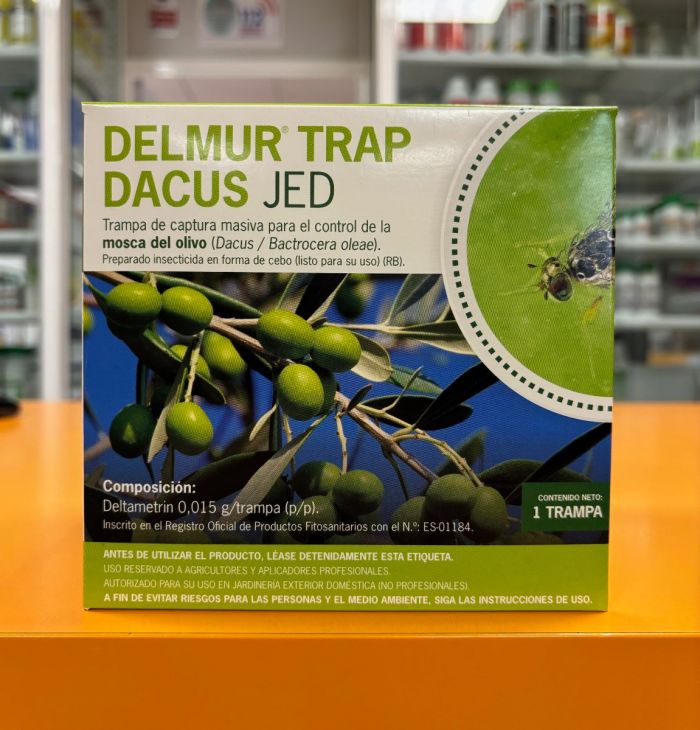 DELMUR® TRAP
DACUS JED
Trampa de captura masiva para el control de la
mosca del olivo (Dacus / Bactrocera oleae).
Preparado insecticida en forma de cebo (listo para su uso) (RB).
Composición:
Deltametrin 0,015 g/trampa (p/p).
Inscrito en el Registro Oficial de Productos Fitosanitarios con el N.º: ES-01184.
CONTENIDO NETO:
1 TRAMPA
ANTES DE UTILIZAR EL PRODUCTO, LÉASE DETENIDAMENTE ESTA ETIQUETA.
USO RESERVADO A AGRICULTORES Y APLICADORES PROFESIONALES.
AUTORIZADO PARA SU USO EN JARDINERÍA EXTERIOR DOMÉSTICA (NO PROFESIONALES).
A FIN DE EVITAR RIESGOS PARA LAS PERSONAS Y EL MEDIO AMBIENTE, SIGA LAS INSTRUCCIONES DE USO.